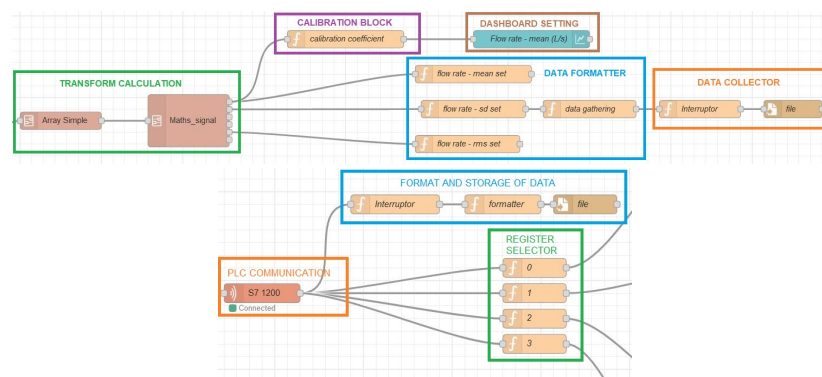 CALIBRATION BLOCK
calibration coefficient
DASHBOARD SETTING
Flow rate - mean (L/s)
TRANSFORM CALCULATION
Array Simple
Maths_signal
flow rate - mean set
DATA FORMATTER
flow rate - sd set
data gathering
flow rate - rms set
DATA COLLECTOR
Interruptor
file
FORMAT AND STORAGE OF DATA
Interruptor
formatter
file
REGISTER
SELECTOR
0
1
2
3
PLC COMMUNICATION
S7 1200
Connected